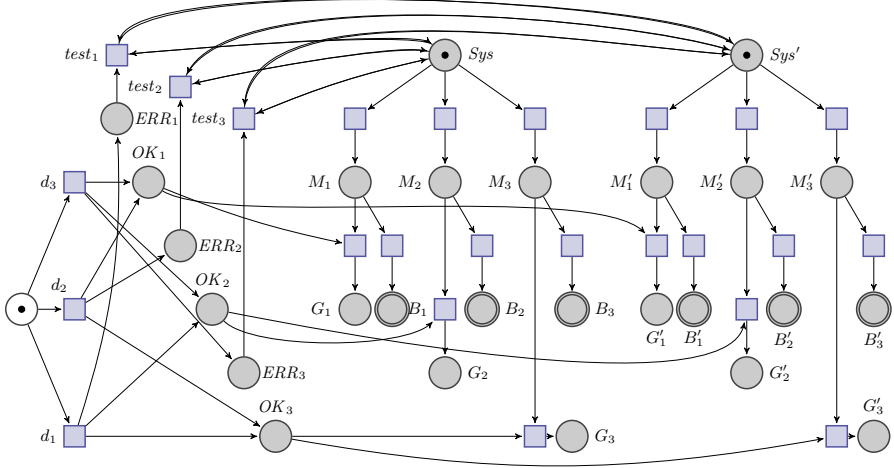 test₁ Sys Sys′
test₂
ERR₁ test₃
OK₁
d₃ M₁ M₂ M₃ M′₁ M′₂ M′₃
ERR₂
d₂ OK₂
G₁ B₁ B₂ B₃ G′₁ B′₁ B′₂ B′₃
ERR₃ G₂ G′₂
OK₃ G′₃
d₁ G₃